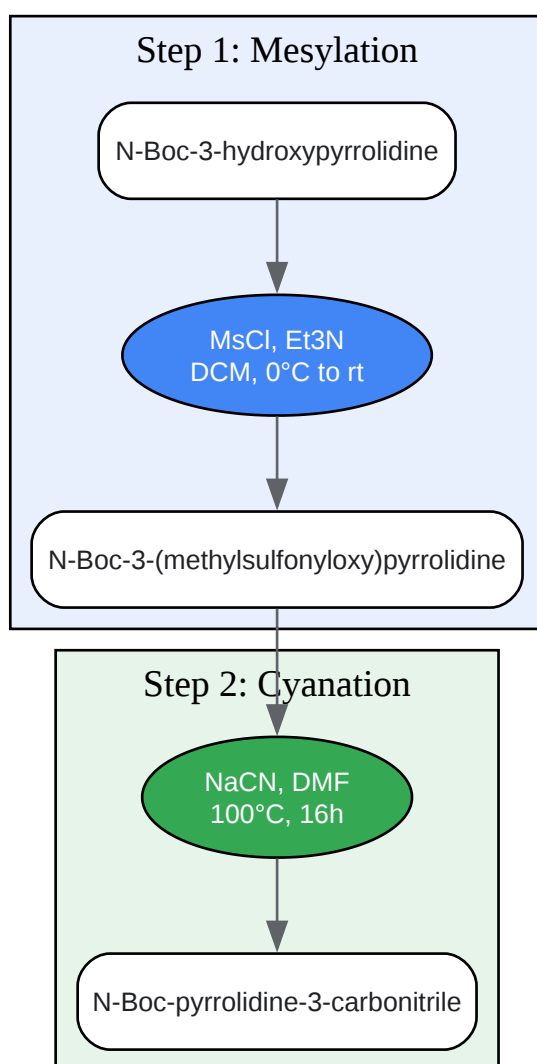 Step 1: Mesylation
N-Boc-3-hydroxypyrrolidine
MsCl, Et3N
DCM, 0°C to rt
N-Boc-3-(methylsulfonyloxy)pyrrolidine
Step 2: Cyanation
NaCN, DMF
100°C, 16h
N-Boc-pyrrolidine-3-carbonitrile